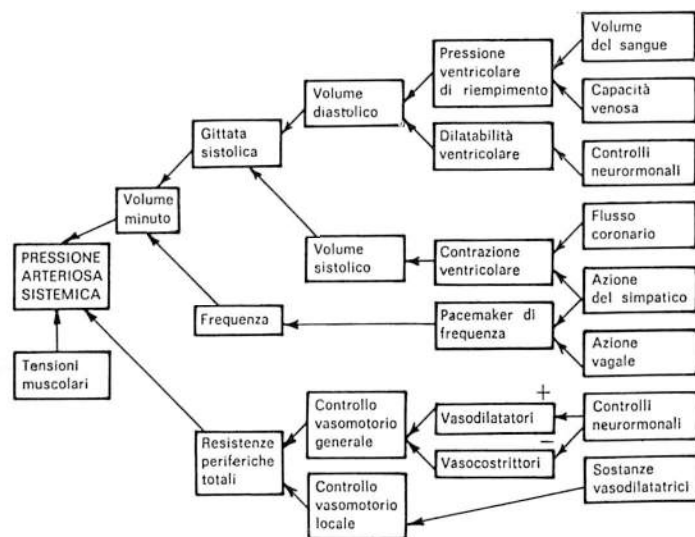 Volume
del sangue
Pressione
ventricolare
di riempimento
Capacità
venosa
Volume
diastolico
Gittata
sistolica
Dilatabilità
ventricolare
Controlli
neurormonali
Volume
minuto
Flusso
coronario
Volume
sistolico
Contrazione
ventricolare
PRESSIONE
ARTERIOSA
SISTEMICA
Azione
del simpatico
Frequenza
Pacemaker di
frequenza
Azione
vagale
Tensioni
muscolari
Controllo
vasomotorio
generale
+
Vasodilatatori
Controlli
neurormonali
Resistenze
periferiche
totali
−
Vasocostrittori
Sostanze
vasodilatatrici
Controllo
vasomotorio
locale